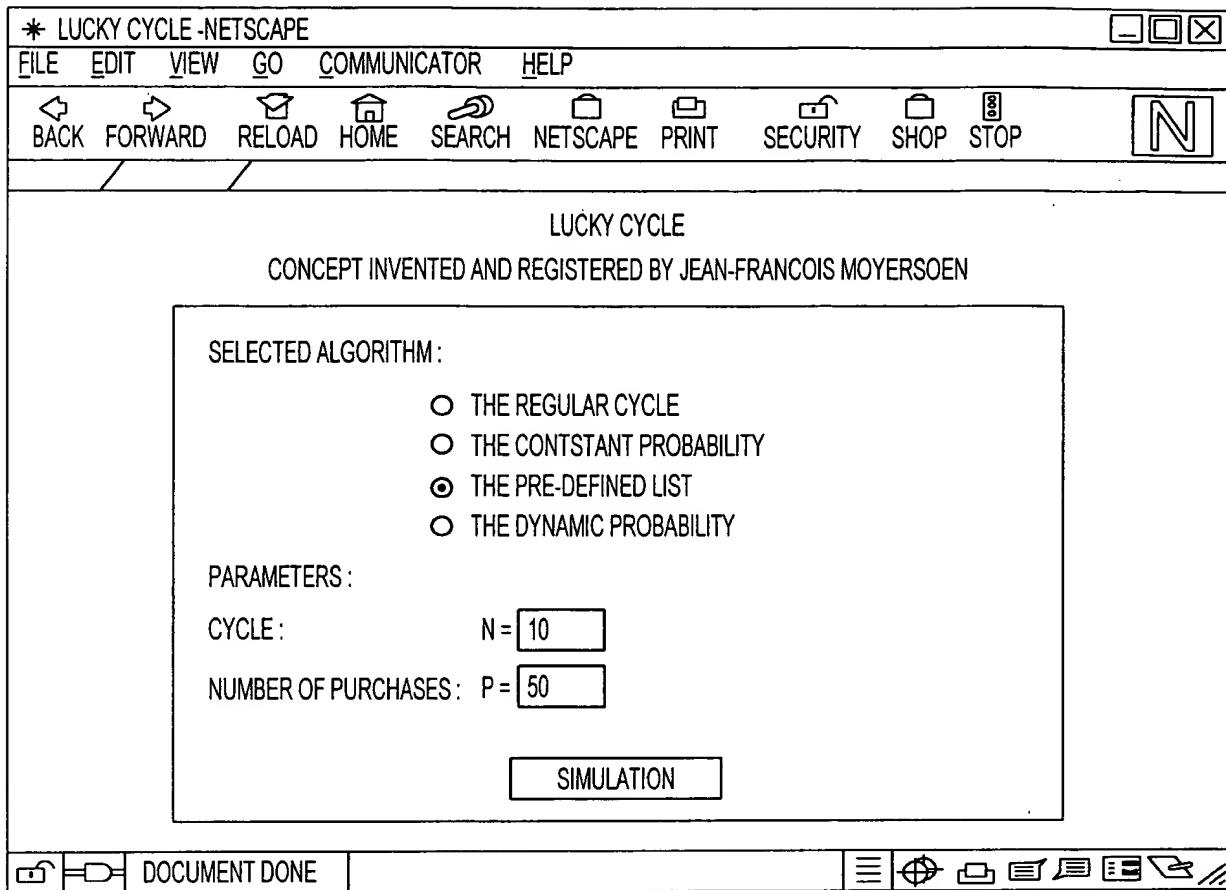 LUCKY CYCLE -NETSCAPE
FILE EDIT VIEW GO COMMUNICATOR HELP
BACK FORWARD RELOAD HOME SEARCH NETSCAPE PRINT SECURITY SHOP STOP N
LUCKY CYCLE
CONCEPT INVENTED AND REGISTERED BY JEAN-FRANCOIS MOYERSOEN
SELECTED ALGORITHM :
THE REGULAR CYCLE
THE CONTSTANT PROBABILITY
THE PRE-DEFINED LIST
THE DYNAMIC PROBABILITY
PARAMETERS :
CYCLE : N = 10
NUMBER OF PURCHASES : P = 50
SIMULATION
DOCUMENT DONE